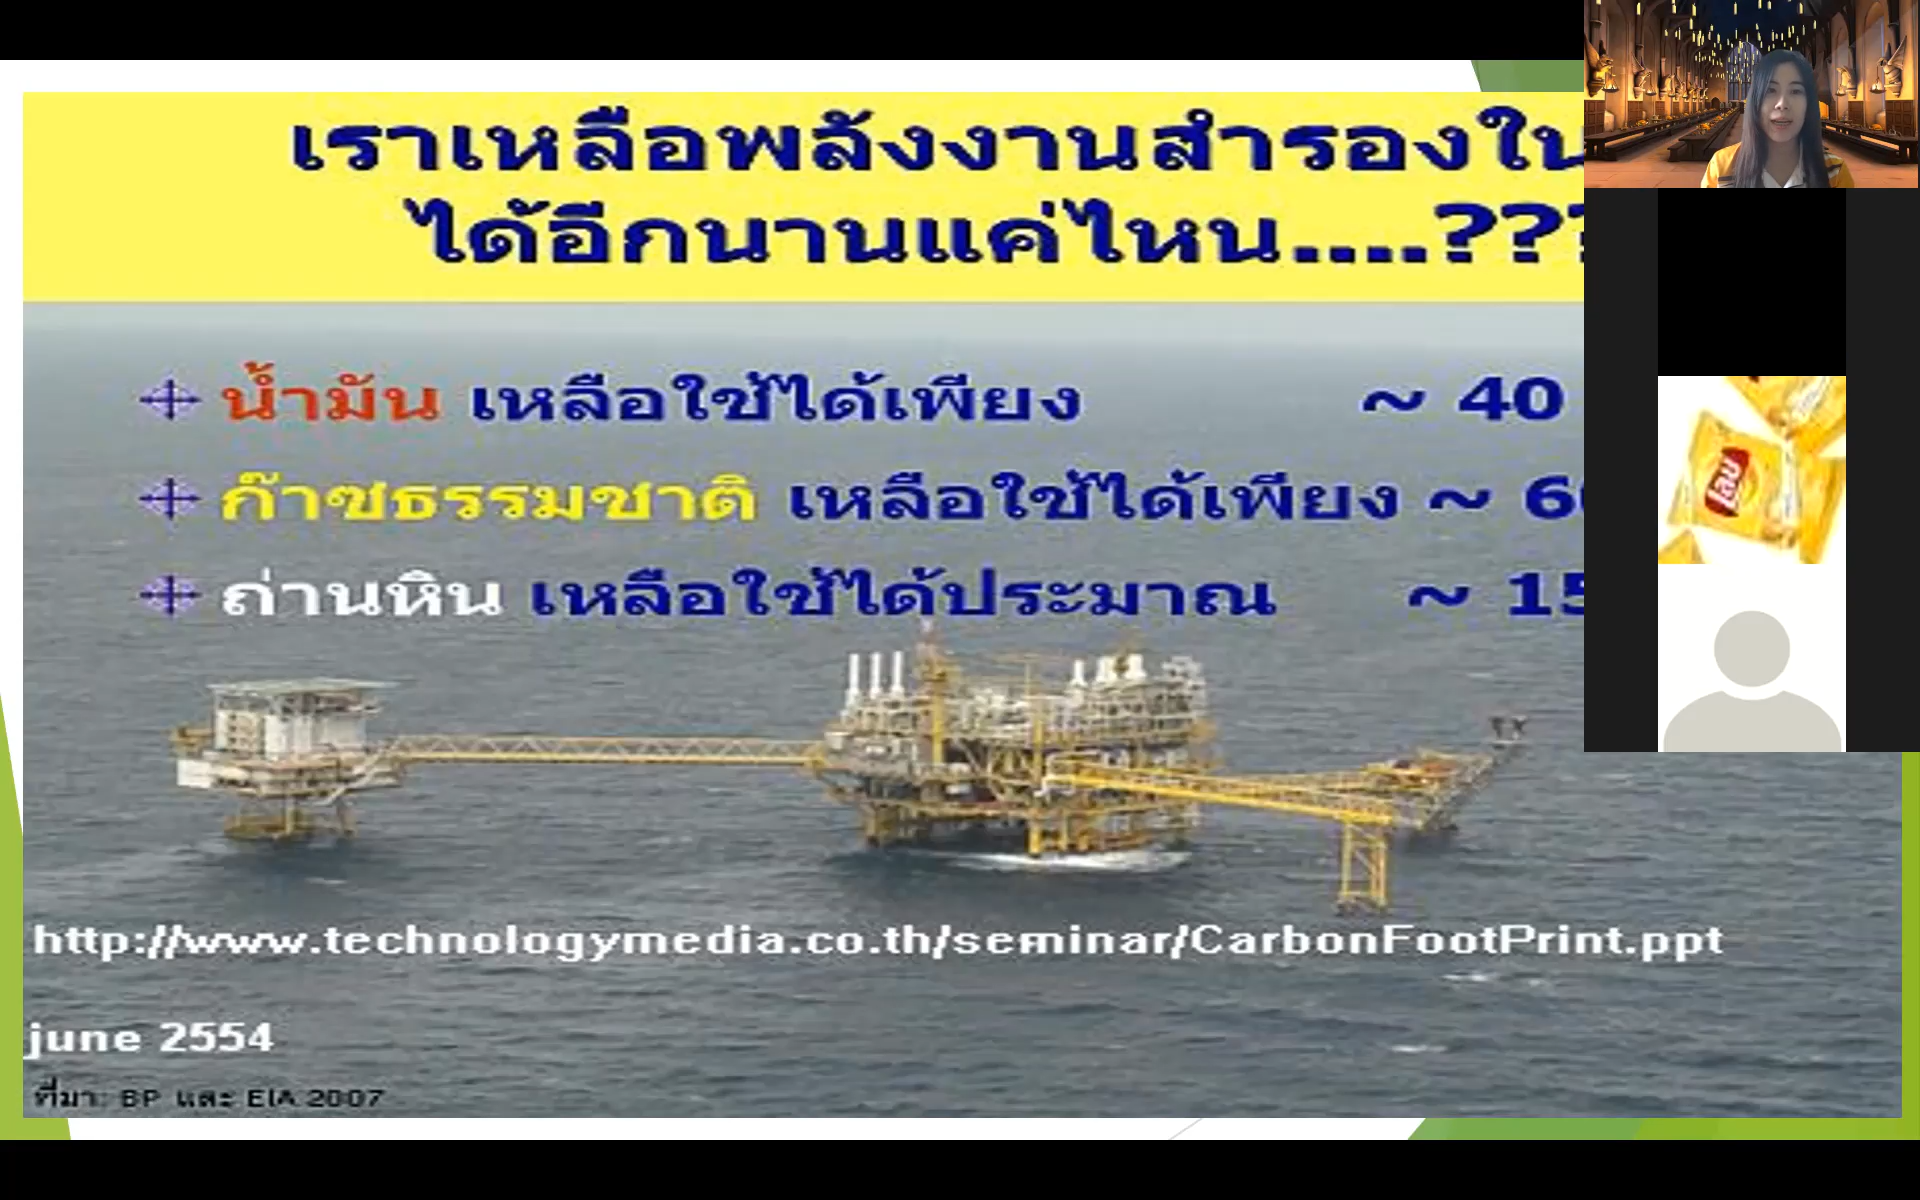 เราเหลือพลังงานสำรองใน
ได้อีกนานแค่ไหน....???
น้ำมัน เหลือใช้ได้เพียง ~ 40
ก๊าซธรรมชาติ เหลือใช้ได้เพียง ~ 6
ถ่านหิน เหลือใช้ได้ประมาณ ~ 15
เลย์
http://www.technologymedia.co.th/seminar/CarbonFootPrint.ppt
june 2554
ที่มา: BP และ EIA 2007